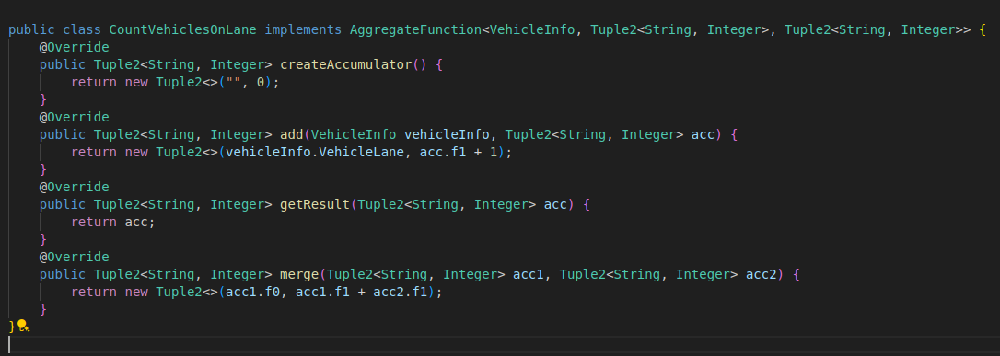 public class CountVehiclesOnLane implements AggregateFunction<VehicleInfo, Tuple2<String, Integer>, Tuple2<String, Integer>> {
    @Override
    public Tuple2<String, Integer> createAccumulator() {
        return new Tuple2<>("", 0);
    }
    @Override
    public Tuple2<String, Integer> add(VehicleInfo vehicleInfo, Tuple2<String, Integer> acc) {
        return new Tuple2<>(vehicleInfo.VehicleLane, acc.f1 + 1);
    }
    @Override
    public Tuple2<String, Integer> getResult(Tuple2<String, Integer> acc) {
        return acc;
    }
    @Override
    public Tuple2<String, Integer> merge(Tuple2<String, Integer> acc1, Tuple2<String, Integer> acc2) {
        return new Tuple2<>(acc1.f0, acc1.f1 + acc2.f1);
    }
}